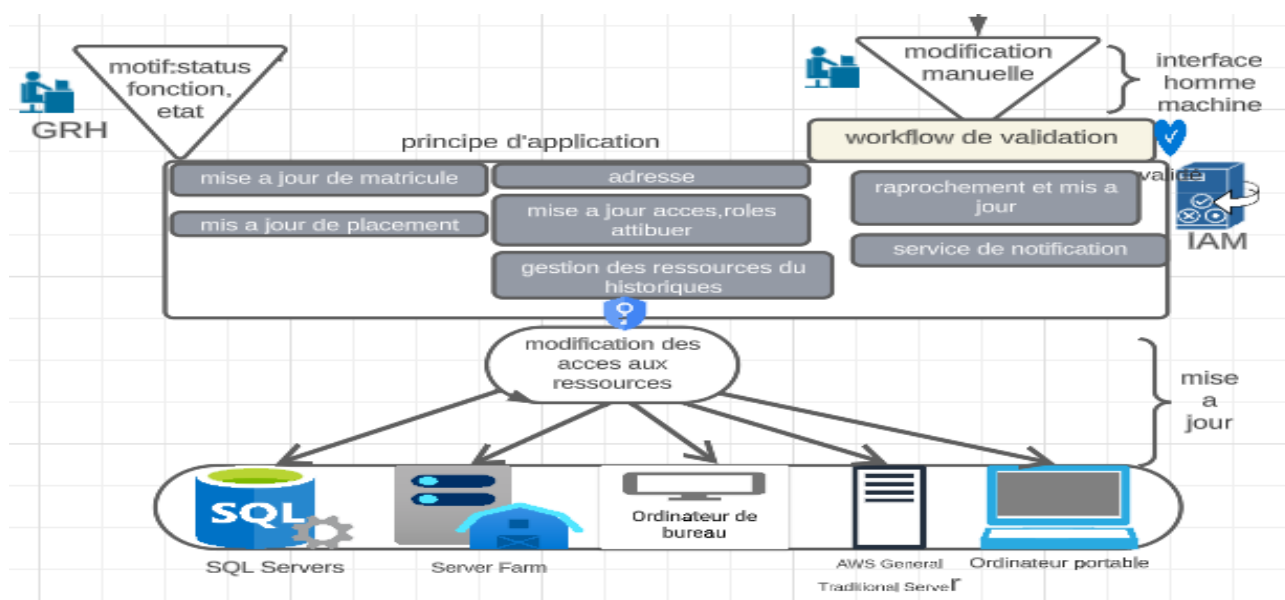 motif:status
fonction,
etat
GRH
modification
manuelle
interface
homme
machine
principe d'application
workflow de validation
validé
IAM
mise a jour de matricule
mis a jour de placement
adresse
mise a jour acces,roles
attibuer
gestion des ressources du
historiques
raprochement et mis a
jour
service de notification
modification des
acces aux
ressources
mise
a
jour
SQL
SQL Servers
Server Farm
Ordinateur de
bureau
AWS General
Traditional Server
Ordinateur portable